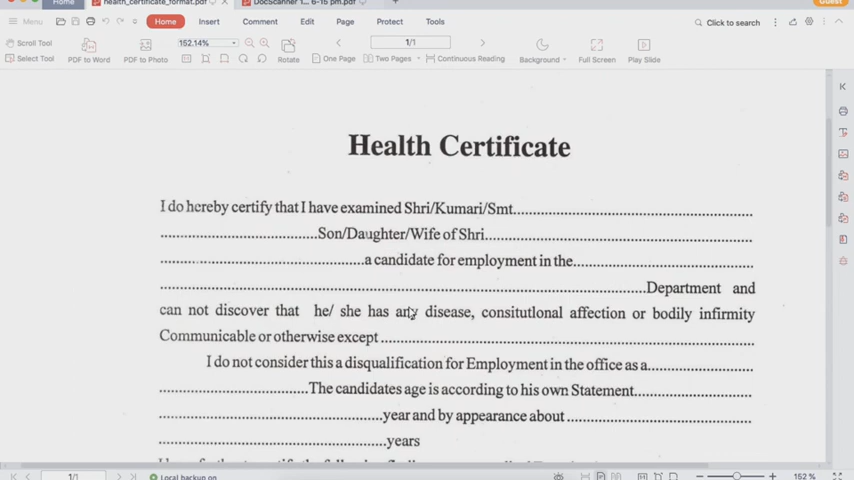 Home health_certificate_format.pdf DocScanner 1... 6-15 pm.pdf Guest
Menu Home Insert Comment Edit Page Protect Tools Click to search
Scroll Tool 152.14% 1/1
Select Tool PDF to Word PDF to Photo Rotate One Page Two Pages Continuous Reading Background Full Screen Play Slide
Health Certificate
I do hereby certify that I have examined Shri/Kumari/Smt.............................................................
........................................Son/Daughter/Wife of Shri....................................................................
....................................................a candidate for employment in the..............................................
.........................................................................................................................Department and
can not discover that he/ she has any disease, consitutlonal affection or bodily infirmity
Communicable or otherwise except ...............................................................................................
I do not consider this a disqualification for Employment in the office as a..........................
......................................The candidates age is according to his own Statement.............................
.........................................................year and by appearance about ...............................................
..........................................................years
1/1 Local backup on 152 %